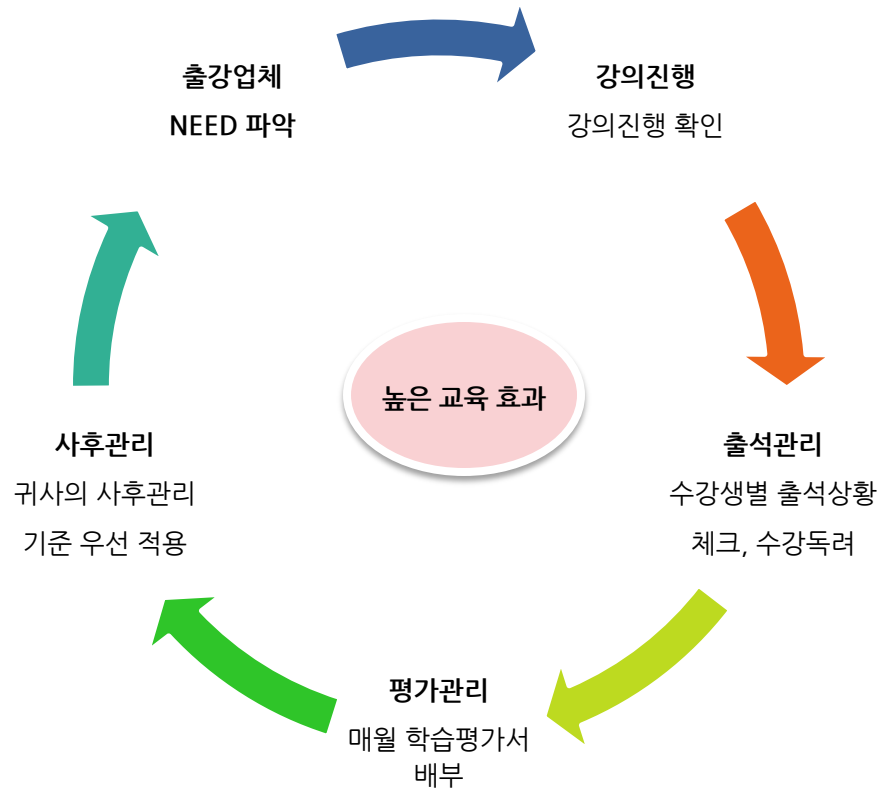 출강업체
NEED 파악
강의진행
강의진행 확인
높은 교육 효과
출석관리
수강생별 출석상황
체크, 수강독려
평가관리
매월 학습평가서
배부
사후관리
귀사의 사후관리
기준 우선 적용